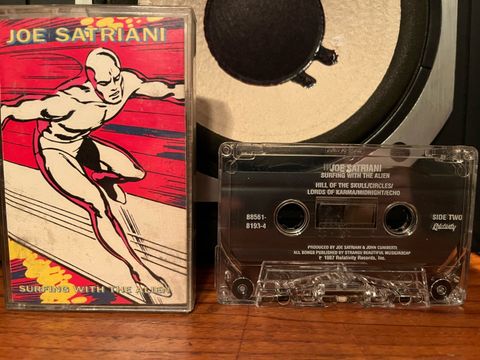 JOE SATRIANI
SURFING WITH THE ALIEN
JOE SATRIANI
SURFING WITH THE ALIEN
HILL OF THE SKULL/CIRCLES/
LORDS OF KARMA/MIDNIGHT/ECHO
88561-
8193-4
SIDE TWO
Relativity
PRODUCED BY JOE SATRIANI & JOHN CUNIBERTI
ALL SONGS PUBLISHED BY STRANGE BEAUTIFUL MUSIC/ASCAP
℗ 1987 Relativity Records, Inc.